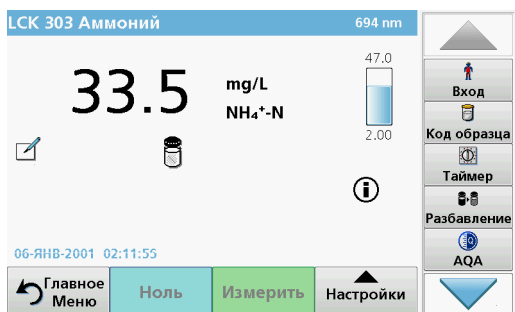 LCK 303 Аммоний 694 nm
47.0
33.5 mg/L
NH₄⁺-N
2.00
06-ЯНВ-2001 02:11:55
Главное Меню
Ноль
Измерить
Настройки
Вход
Код образца
Таймер
Разбавление
AQA